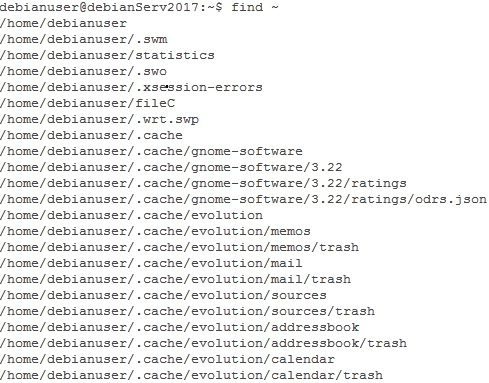 debianuser@debianServ2017:~$ find ~
/home/debianuser
/home/debianuser/.swm
/home/debianuser/statistics
/home/debianuser/.swo
/home/debianuser/.xsession-errors
/home/debianuser/fileC
/home/debianuser/.wrt.swp
/home/debianuser/.cache
/home/debianuser/.cache/gnome-software
/home/debianuser/.cache/gnome-software/3.22
/home/debianuser/.cache/gnome-software/3.22/ratings
/home/debianuser/.cache/gnome-software/3.22/ratings/odrs.json
/home/debianuser/.cache/evolution
/home/debianuser/.cache/evolution/memos
/home/debianuser/.cache/evolution/memos/trash
/home/debianuser/.cache/evolution/mail
/home/debianuser/.cache/evolution/mail/trash
/home/debianuser/.cache/evolution/sources
/home/debianuser/.cache/evolution/sources/trash
/home/debianuser/.cache/evolution/addressbook
/home/debianuser/.cache/evolution/addressbook/trash
/home/debianuser/.cache/evolution/calendar
/home/debianuser/.cache/evolution/calendar/trash